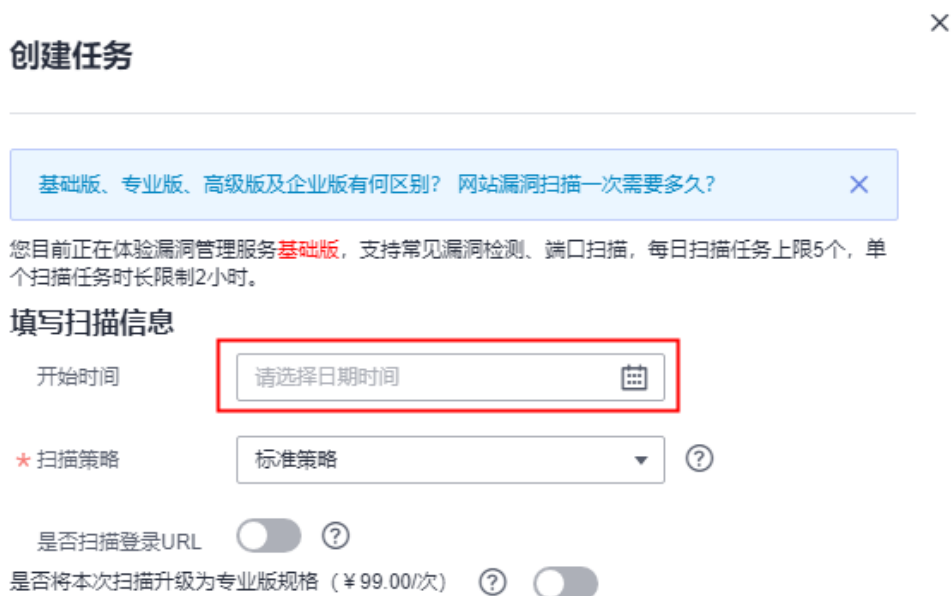 创建任务
基础版、专业版、高级版及企业版有何区别? 网站漏洞扫描一次需要多久?
您目前正在体验漏洞管理服务基础版，支持常见漏洞检测、端口扫描，每日扫描任务上限5个，单
个扫描任务时长限制2小时。
填写扫描信息
开始时间 请选择日期时间
* 扫描策略 标准策略
是否扫描登录URL
是否将本次扫描升级为专业版规格（¥99.00/次）